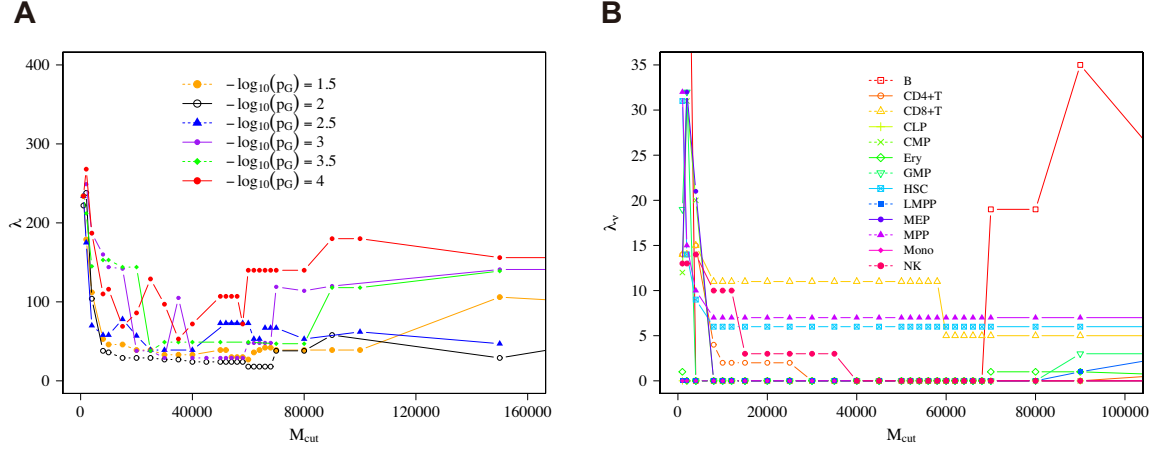 A
B
400
300
200
100
0
λ
0
40000
80000
120000
160000
Mcut
−log10(pG) = 1.5
−log10(pG) = 2
−log10(pG) = 2.5
−log10(pG) = 3
−log10(pG) = 3.5
−log10(pG) = 4
35
30
25
20
15
10
5
0
λν
0
20000
40000
60000
80000
100000
Mcut
B
CD4+T
CD8+T
CLP
CMP
Ery
GMP
HSC
LMPP
MEP
MPP
Mono
NK